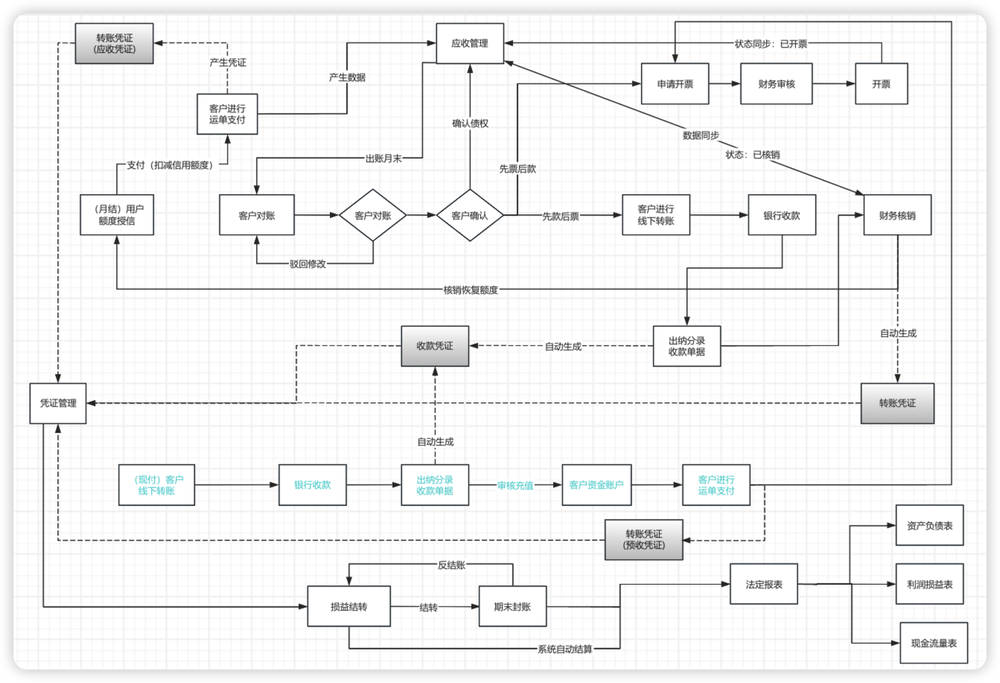 转账凭证
(应收凭证)
应收管理
状态同步：已开票
产生凭证
产生数据
申请开票
财务审核
开票
客户进行
运单支付
确认债权
数据同步
状态：已核销
支付（扣减信用额度）
出账月末
先票后款
（月结）用户
额度授信
客户对账
客户对账
客户确认
先款后票
客户进行
线下转账
银行收款
财务核销
驳回修改
核销恢复额度
自动生成
收款凭证
自动生成
出纳分录
收款单据
凭证管理
转账凭证
自动生成
（现付）客户
线下转账
银行收款
出纳分录
收款单据
审核充值
客户资金账户
客户进行
运单支付
转账凭证
(预收凭证)
资产负债表
反结账
法定报表
利润损益表
损益结转
结转
期末封账
系统自动结算
现金流量表